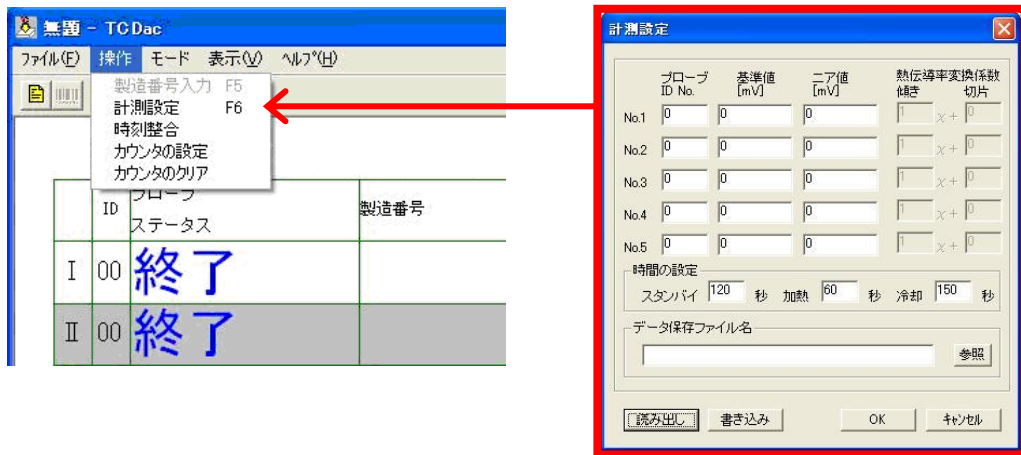 無題 - TCDac
ファイル(F) 操作 モード 表示(V) ヘルプ(H)
製造番号入力 F5
計測設定 F6
時刻整合
カウンタの設定
カウンタのクリア
ID プローブ 製造番号
ステータス
I 00 終了
II 00 終了
計測設定
プローブ 基準値 ニア値 熱伝導率変換係数
ID No. [mV] [mV] 傾き 切片
No.1 0 0 0 1 χ + 0
No.2 0 0 0 1 χ + 0
No.3 0 0 0 1 χ + 0
No.4 0 0 0 1 χ + 0
No.5 0 0 0 1 χ + 0
時間の設定
スタンバイ 120 秒 加熱 60 秒 冷却 150 秒
データ保存ファイル名
参照
読み出し 書き込み OK キャンセル